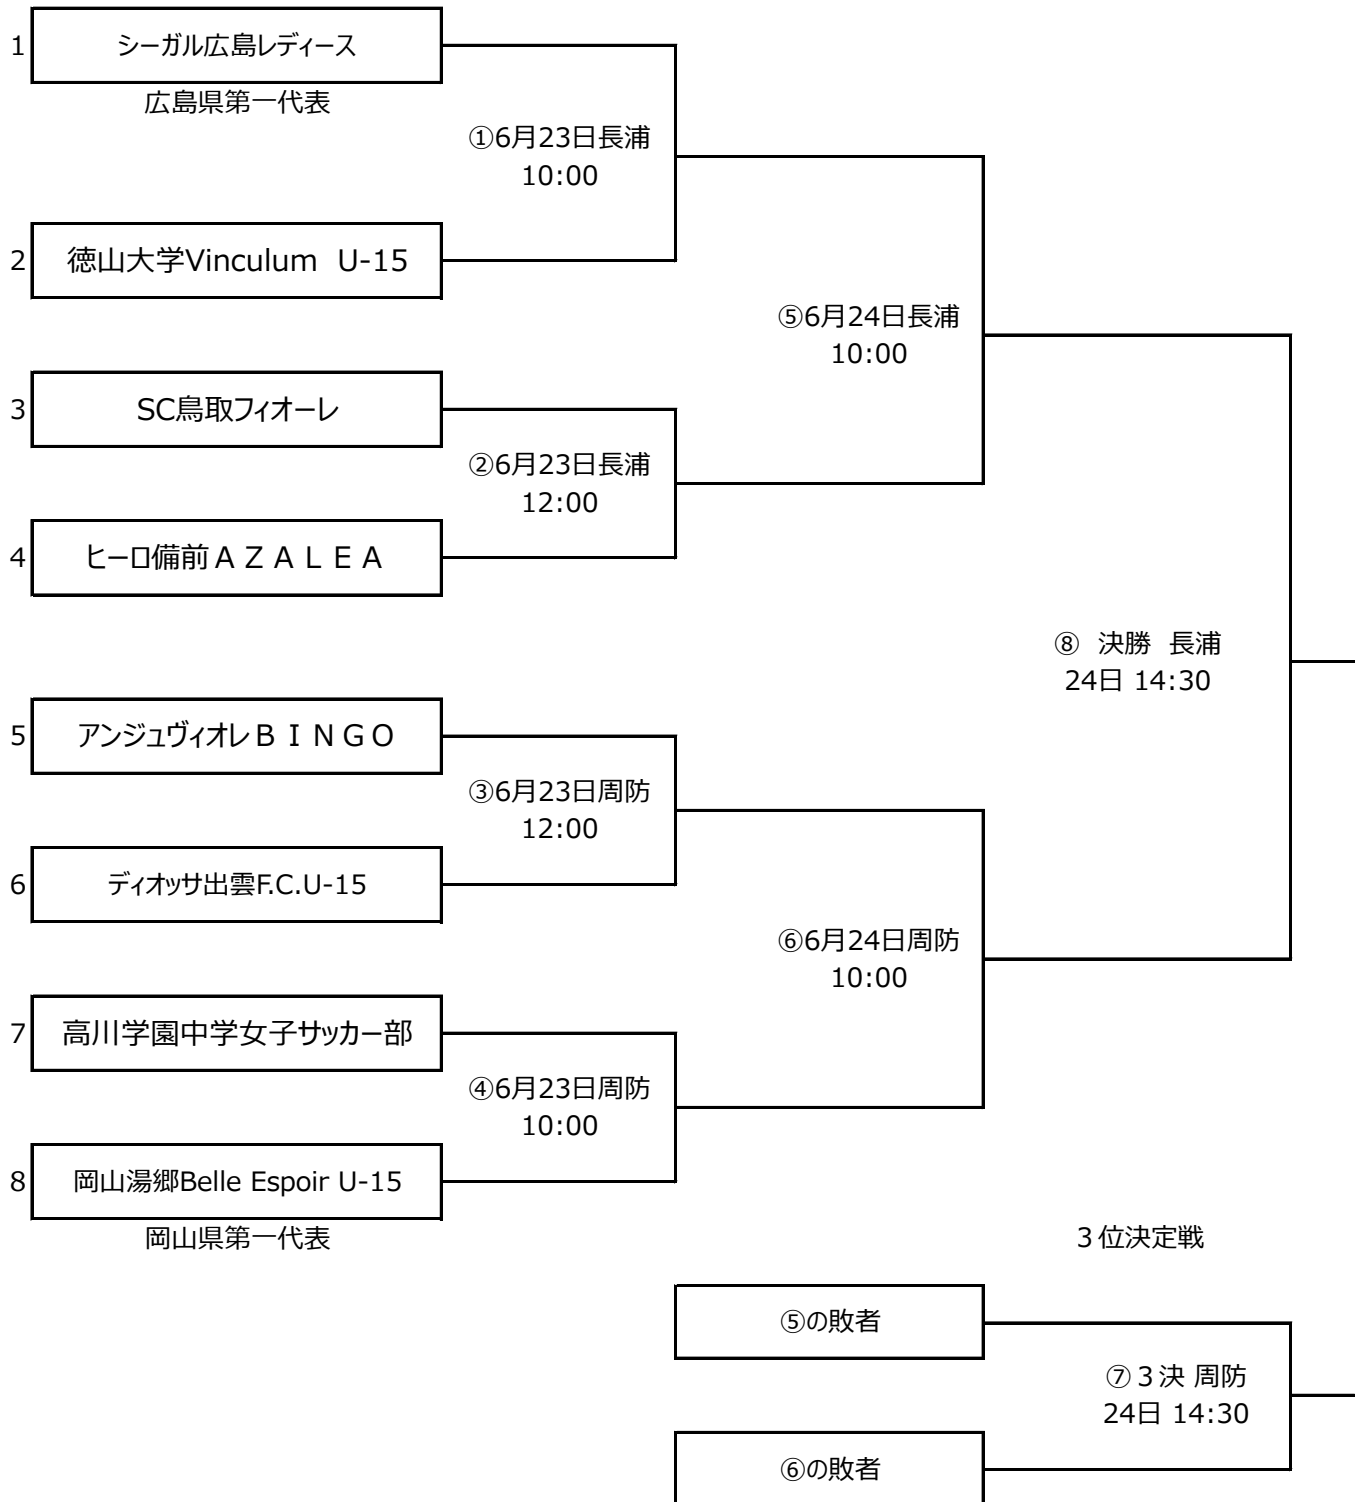 1
シーガル広島レディース
広島県第一代表
①6月23日長浦
10:00
2
徳山大学Vinculum U-15
⑤6月24日長浦
10:00
3
SC鳥取フィオーレ
②6月23日長浦
12:00
4
ヒーロ備前ＡＺＡＬＥＡ
⑧ 決勝 長浦
24日 14:30
5
アンジュヴィオレＢＩＮＧＯ
③6月23日周防
12:00
6
ディオッサ出雲F.C.U-15
⑥6月24日周防
10:00
7
高川学園中学女子サッカー部
④6月23日周防
10:00
8
岡山湯郷Belle Espoir U-15
岡山県第一代表
３位決定戦
⑤の敗者
⑦３決 周防
24日 14:30
⑥の敗者